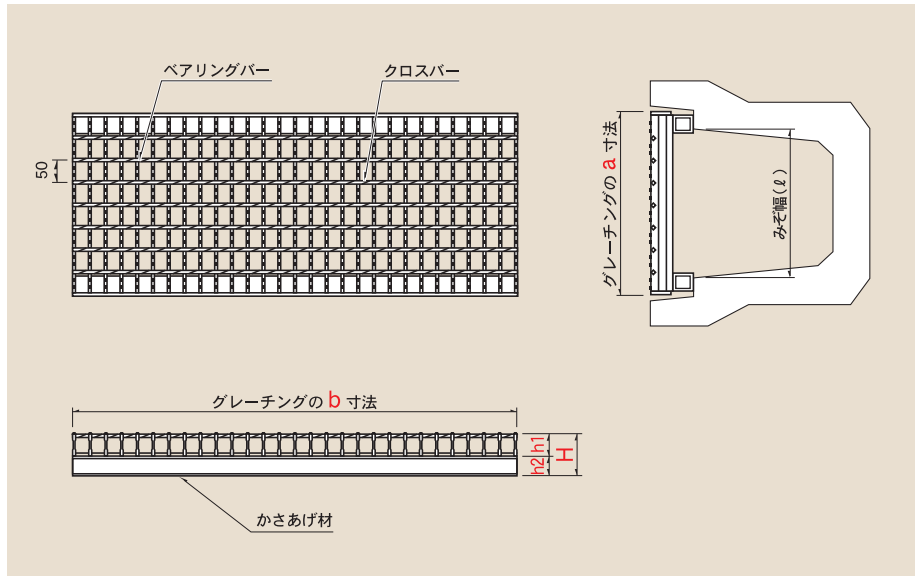 ベアリングバー
クロスバー
50
グレーチングの a 寸法
みぞ幅(ℓ)
グレーチングの b 寸法
h1
h2
H
かさあげ材